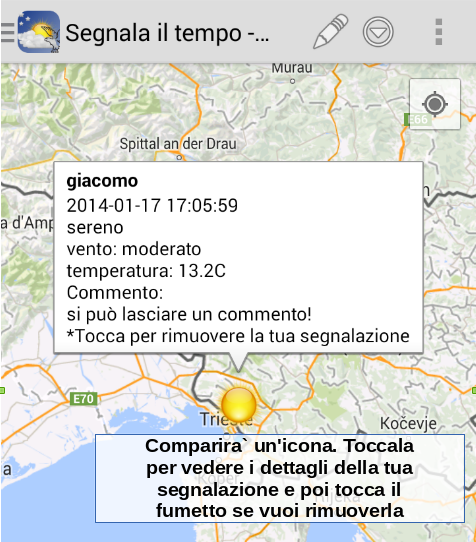 Segnala il tempo -...
Murau
E66
Spittal an der Drau
giacomo
2014-01-17 17:05:59
sereno
vento: moderato
temperatura: 13.2C
Commento:
si può lasciare un commento!
*Tocca per rimuovere la tua segnalazione
a d'Amp
E70
Trieste
Kočevje
Comparira` un'icona. Toccala
per vedere i dettagli della tua
segnalazione e poi tocca il
fumetto se vuoi rimuoverla
Koper